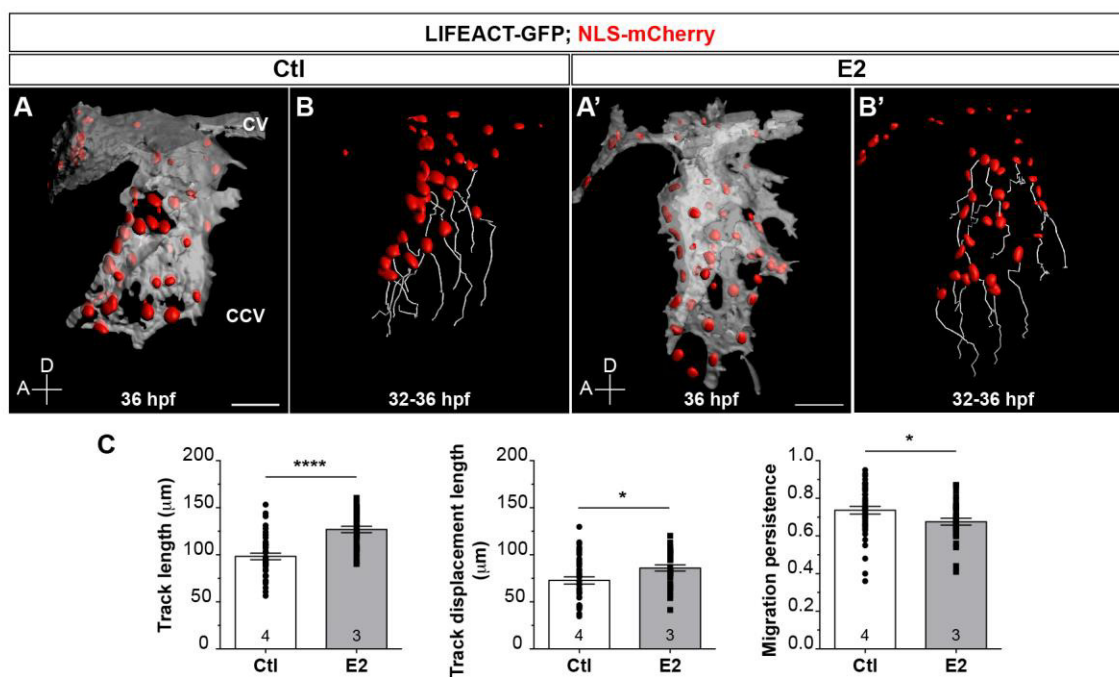 LIFEACT-GFP; NLS-mCherry
Ctl
E2
A
CV
CCV
D
A
36 hpf
B
32-36 hpf
A'
D
A
36 hpf
B'
32-36 hpf
C
Track length (μm)
200
150
100
50
0
****
4
3
Ctl
E2
Track displacement length
(μm)
200
150
100
50
0
*
4
3
Ctl
E2
Migration persistence
1.0
0.8
0.6
0.4
0.2
0.0
*
4
3
Ctl
E2